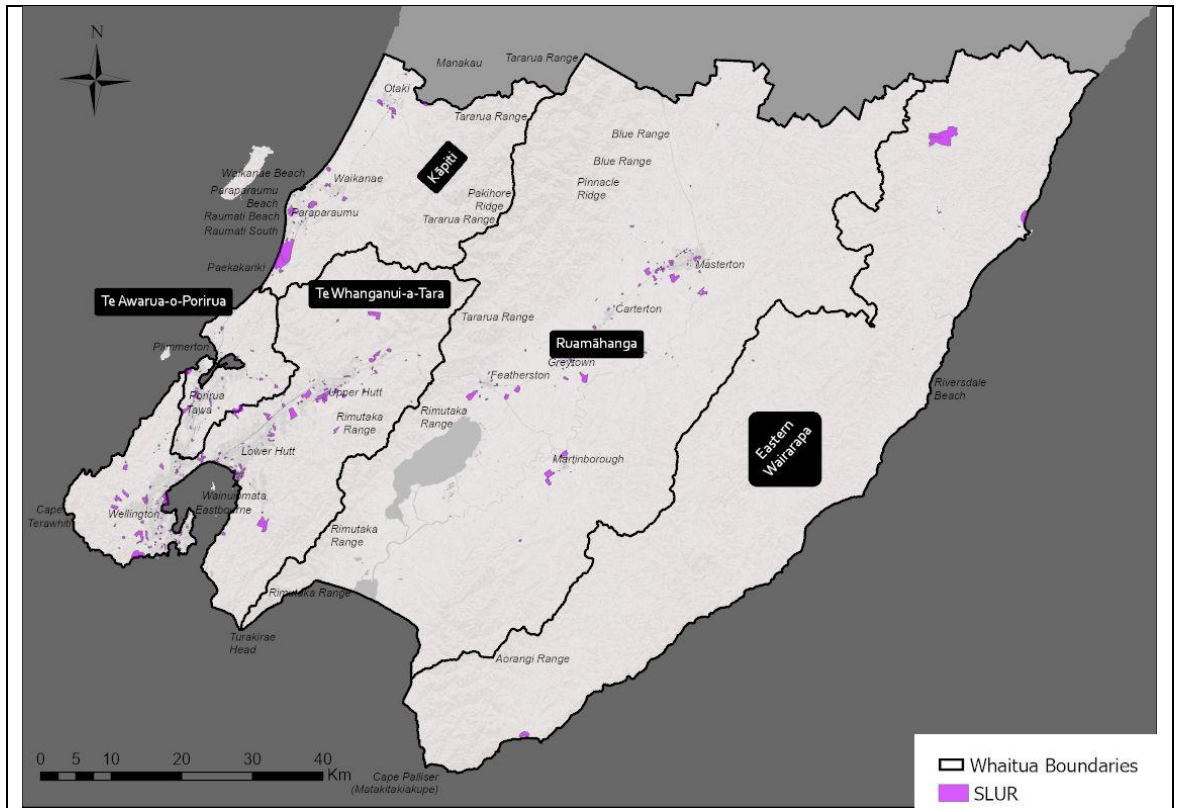 N
Manakau
Tararua Range
Otaki
Tararua Range
Blue Range
Kāpiti
Blue Range
Waikanae Beach
Waikanae
Pinnacle
Ridge
Paraparaumu
Beach
Pakihore
Ridge
Raumati Beach
Paraparaumu
Tararua Range
Raumati South
Paekakariki
Masterton
Te Awarua-o-Porirua
Te Whanganui-a-Tara
Carterton
Tararua Range
Ruamāhanga
Plimmerton
Greytown
Featherston
Riversdale
Beach
Porirua
Tawa
Upper Hutt
Rimutaka
Range
Rimutaka
Range
Eastern
Wairarapa
Lower Hutt
Martinborough
Wainuiomata
Eastbourne
Cape
Terawhiti
Wellington
Rimutaka
Range
Rimutaka Range
Turakirae
Head
Aorangi Range
0 5 10 20 30 40
Km
Cape Palliser
(Matakitakiakupe)
Whaitua Boundaries
SLUR